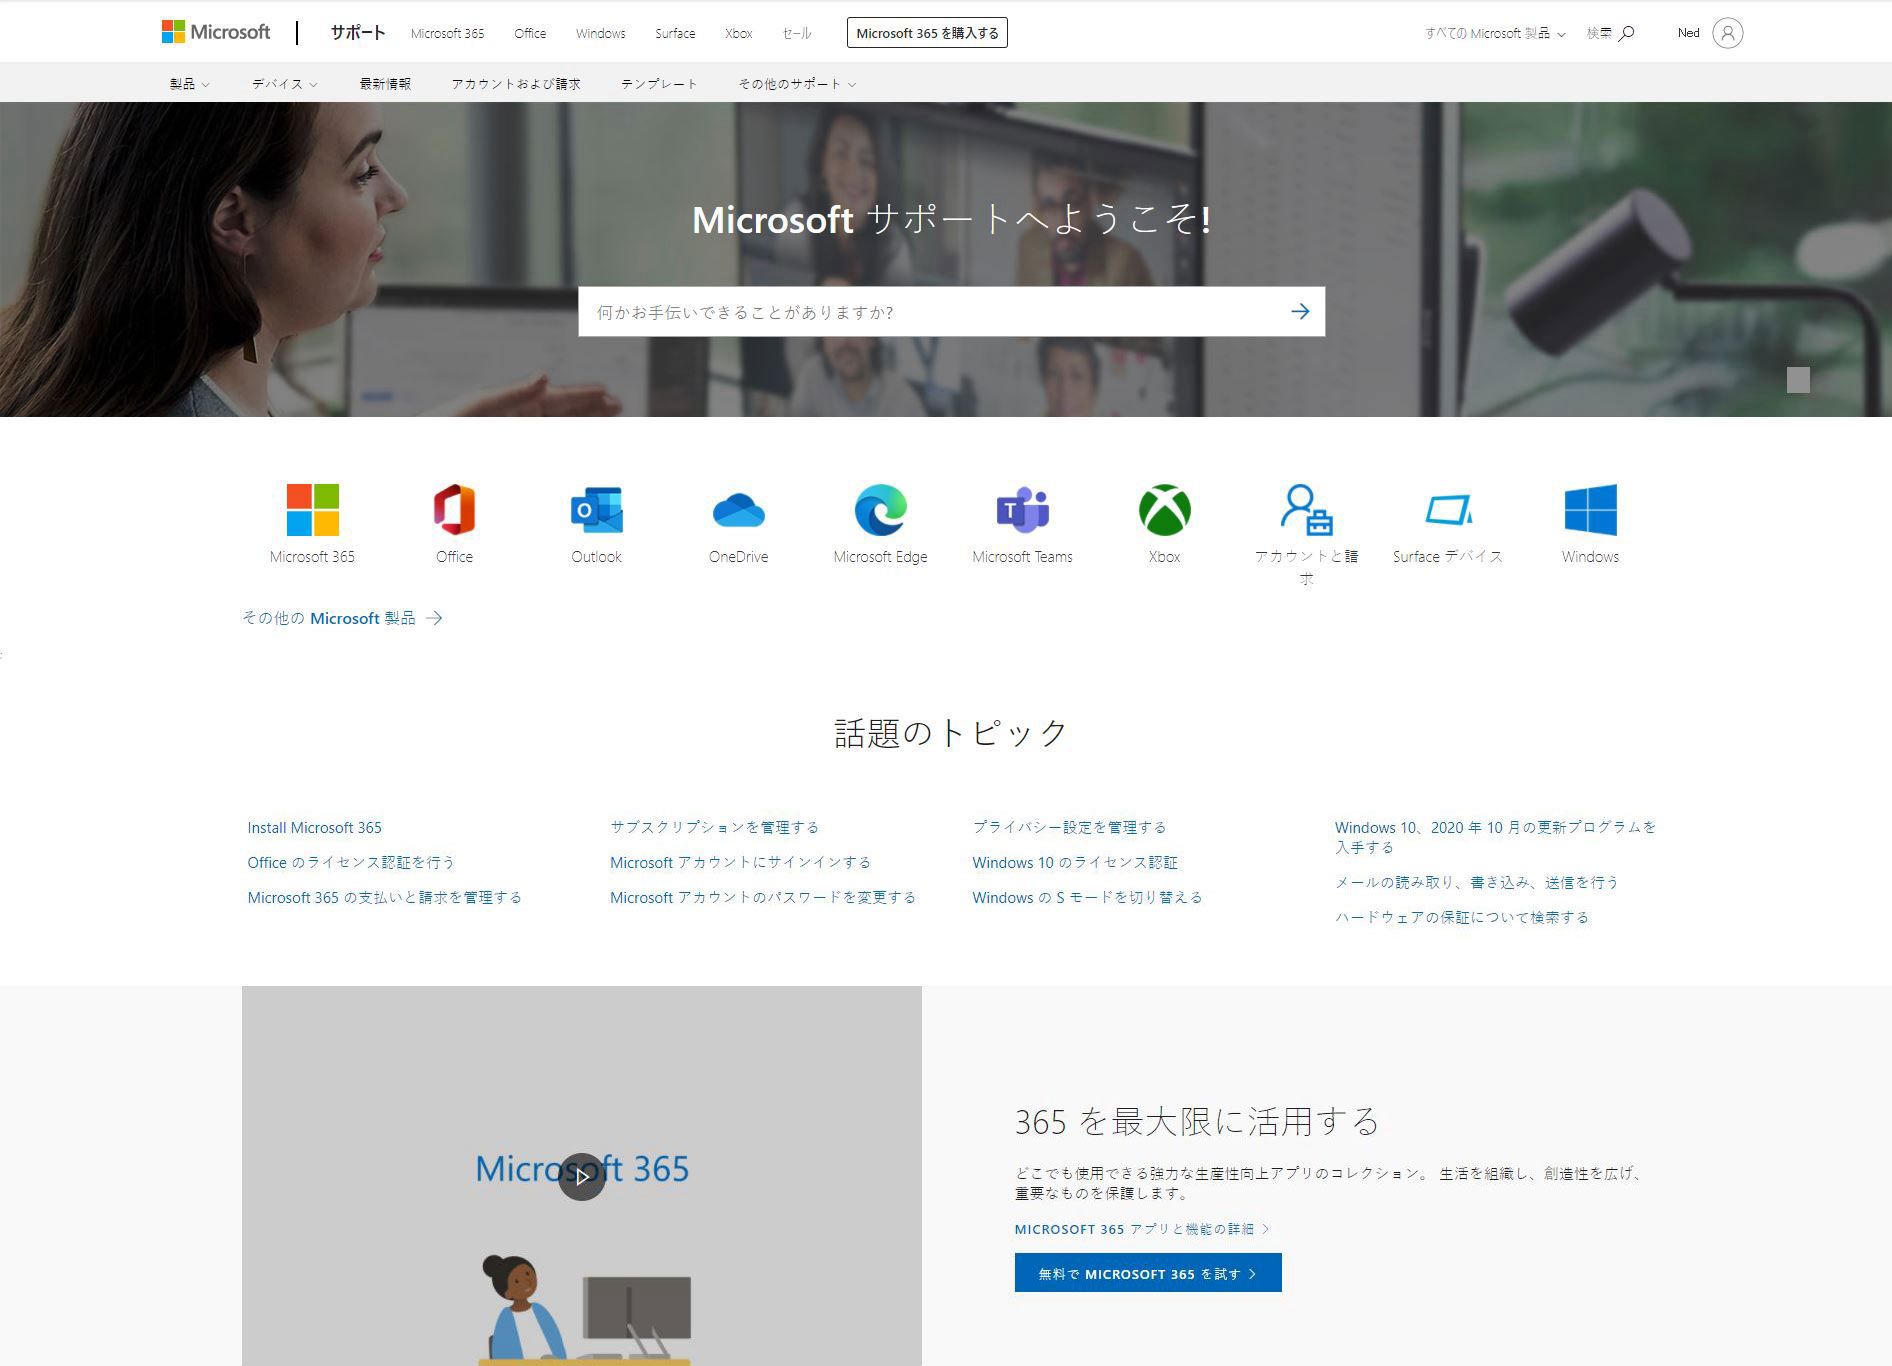 Microsoft
サポート
Microsoft 365
Office
Windows
Surface
Xbox
セール
Microsoft 365 を購入する
すべての Microsoft 製品
検索
Ned
製品
デバイス
最新情報
アカウントおよび請求
テンプレート
その他のサポート
Microsoft サポートへようこそ!
何かお手伝いできることがありますか?
Microsoft 365
Office
Outlook
OneDrive
Microsoft Edge
Microsoft Teams
Xbox
アカウントと請
求
Surface デバイス
Windows
その他の Microsoft 製品
話題のトピック
Install Microsoft 365
Office のライセンス認証を行う
Microsoft 365 の支払いと請求を管理する
サブスクリプションを管理する
Microsoft アカウントにサインインする
Microsoft アカウントのパスワードを変更する
プライバシー設定を管理する
Windows 10 のライセンス認証
Windows の S モードを切り替える
Windows 10、2020 年 10 月の更新プログラムを
入手する
メールの読み取り、書き込み、送信を行う
ハードウェアの保証について検索する
Microsoft 365
365 を最大限に活用する
どこでも使用できる強力な生産性向上アプリのコレクション。 生活を組織し、創造性を広げ、
重要なものを保護します。
MICROSOFT 365 アプリと機能の詳細
無料で MICROSOFT 365 を試す